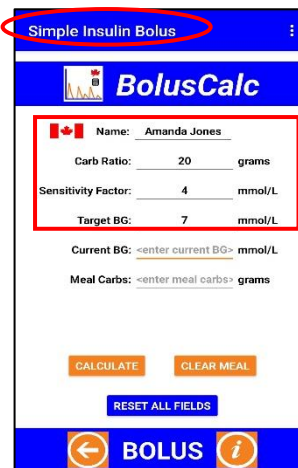 Simple Insulin Bolus
BolusCalc
Name: Amanda Jones
Carb Ratio: 20 grams
Sensitivity Factor: 4 mmol/L
Target BG: 7 mmol/L
Current BG: <enter current BG> mmol/L
Meal Carbs: <enter meal carbs> grams
CALCULATE CLEAR MEAL
RESET ALL FIELDS
BOLUS i